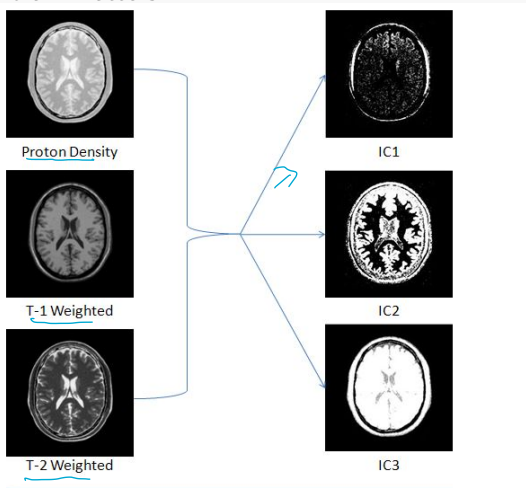 Proton Density
IC1
T-1 Weighted
IC2
T-2 Weighted
IC3